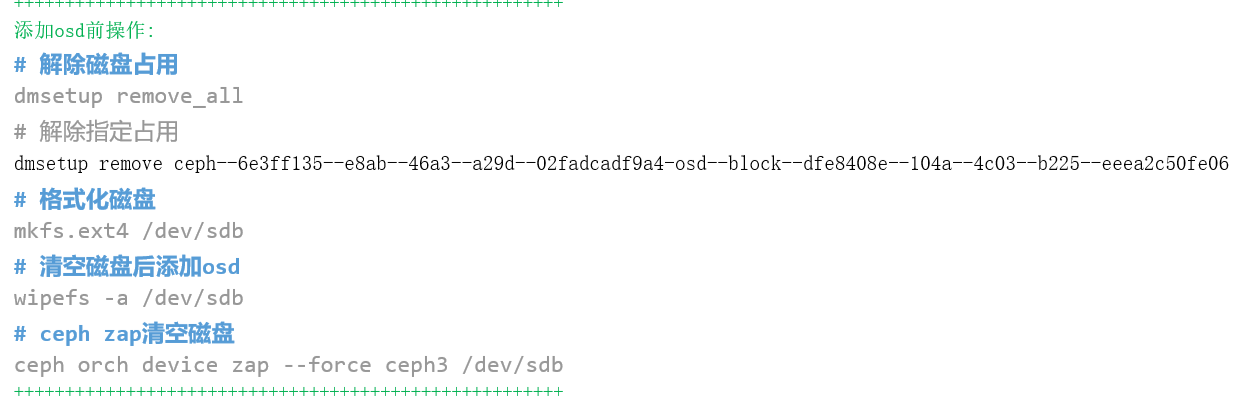 ++++++++++++++++++++++++++++++++++++++++++++++++++++++
添加osd前操作:
# 解除磁盘占用
dmsetup remove_all
# 解除指定占用
dmsetup remove ceph--6e3ff135--e8ab--46a3--a29d--02fadcadf9a4-osd--block--dfe8408e--104a--4c03--b225--eeea2c50fe06
# 格式化磁盘
mkfs.ext4 /dev/sdb
# 清空磁盘后添加osd
wipefs -a /dev/sdb
# ceph zap清空磁盘
ceph orch device zap --force ceph3 /dev/sdb
++++++++++++++++++++++++++++++++++++++++++++++++++++++